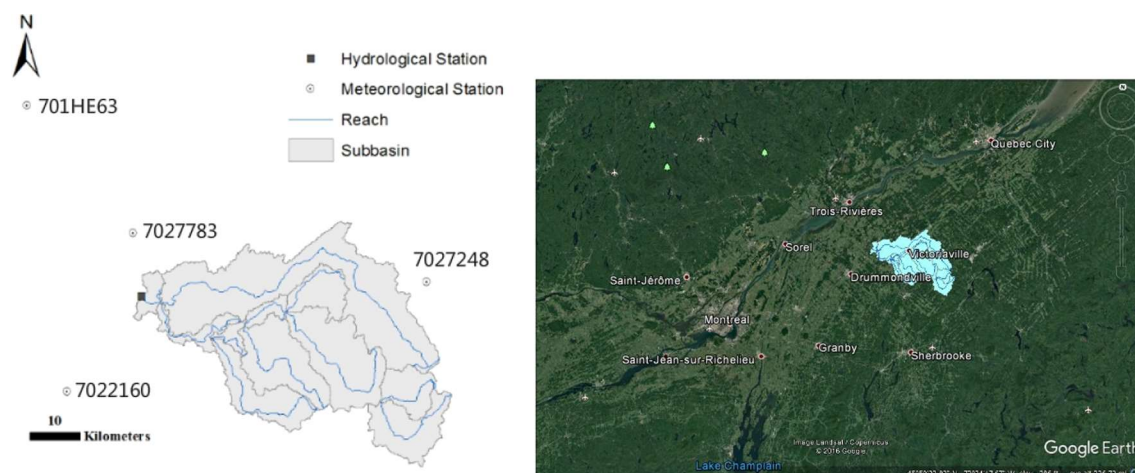 N
701HE63
Hydrological Station
Meteorological Station
Reach
Subbasin
7027783
7027248
7022160
10
Kilometers
Quebec City
Trois-Rivières
Sorel
Victoriaville
Saint-Jérôme
Drummondville
Montreal
Saint-Jean-sur-Richelieu
Granby
Sherbrooke
Image Landsat / Copernicus
© 2016 Google
Lake Champlain
Google Earth